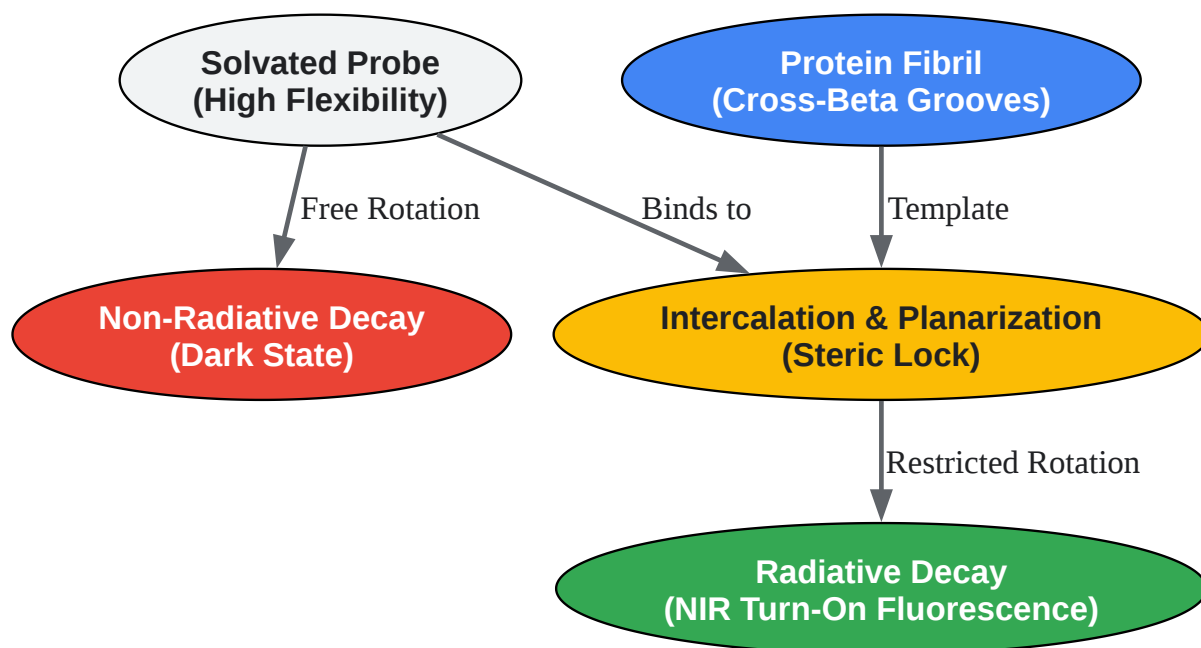 Solvated Probe
(High Flexibility)
Protein Fibril
(Cross-Beta Grooves)
Free Rotation
Binds to
Template
Non-Radiative Decay
(Dark State)
Intercalation & Planarization
(Steric Lock)
Restricted Rotation
Radiative Decay
(NIR Turn-On Fluorescence)